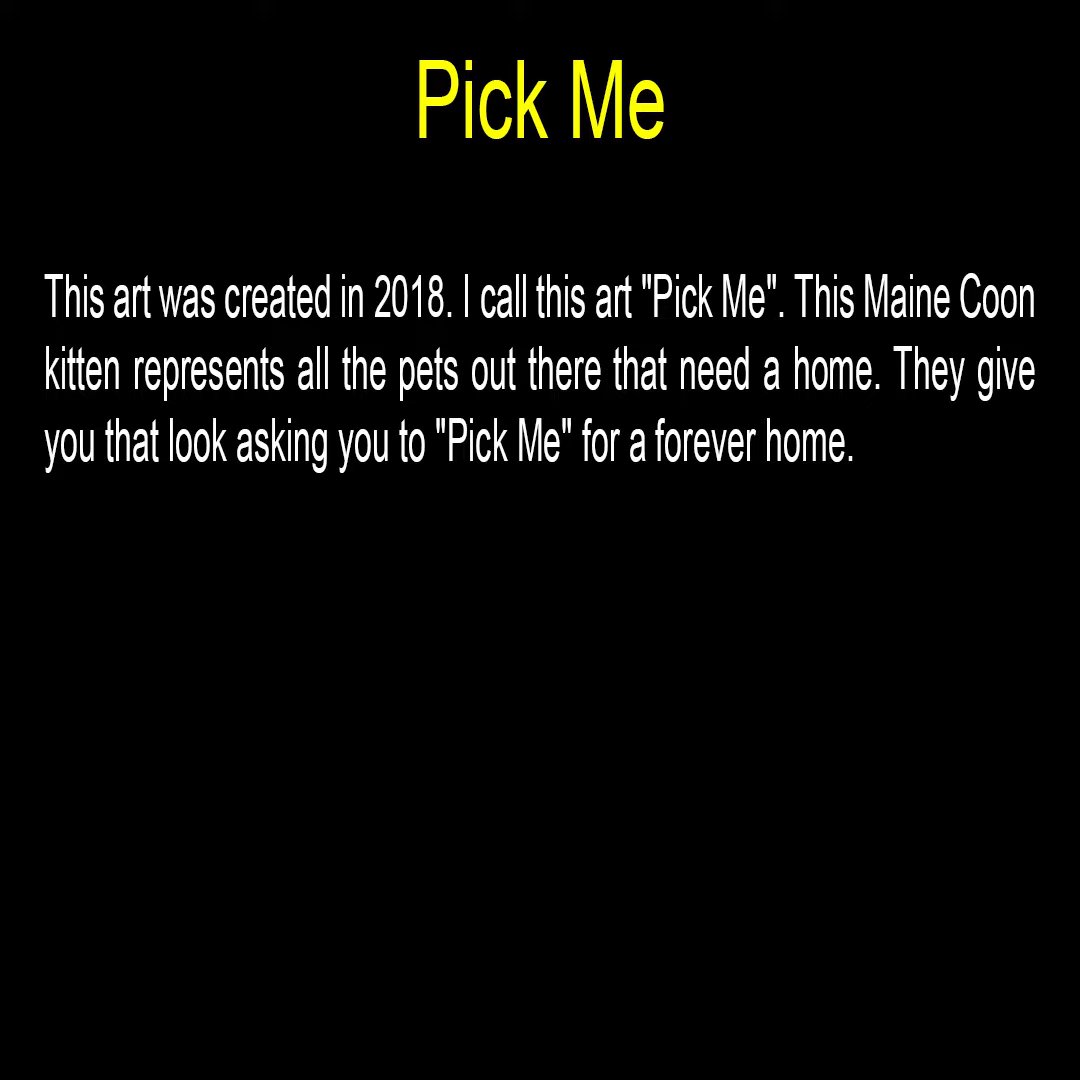 Pick Me
This art was created in 2018. I call this art "Pick Me". This Maine Coon
kitten represents all the pets out there that need a home. They give
you that look asking you to "Pick Me" for a forever home.